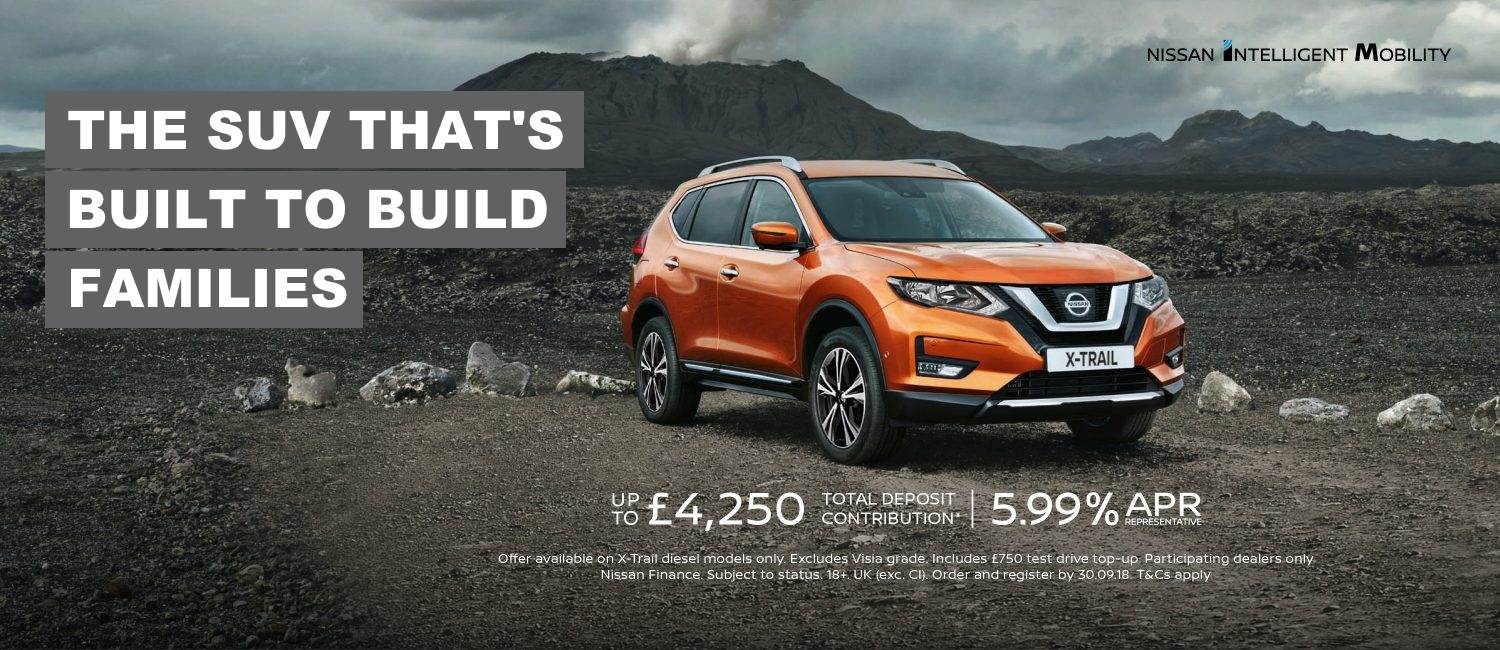 NISSAN INTELLIGENT MOBILITY
THE SUV THAT'S
BUILT TO BUILD
FAMILIES
NISSAN
X-TRAIL
UP TO £4,250 TOTAL DEPOSIT CONTRIBUTION* | 5.99% APR REPRESENTATIVE
Offer available on X-Trail diesel models only. Excludes Visia grade. Includes £750 test drive top-up. Participating dealers only.
Nissan Finance. Subject to status. 18+. UK (exc. CI). Order and register by 30.09.18. T&Cs apply.